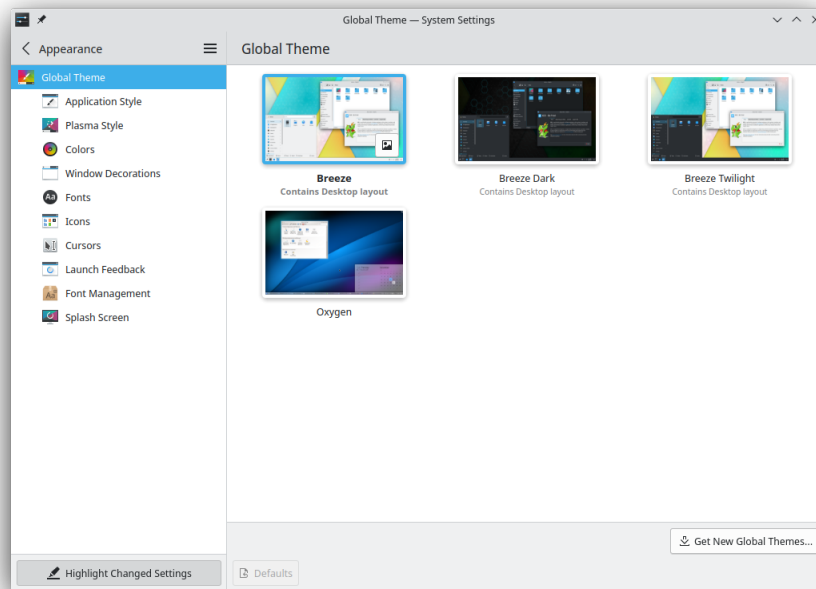 Global Theme — System Settings
Appearance
Global Theme
Global Theme
Application Style
Plasma Style
Colors
Window Decorations
Aa Fonts
Icons
Cursors
Launch Feedback
Font Management
Splash Screen
Breeze
Contains Desktop layout
Breeze Dark
Contains Desktop layout
Breeze Twilight
Contains Desktop layout
Oxygen
Get New Global Themes...
Highlight Changed Settings
Defaults